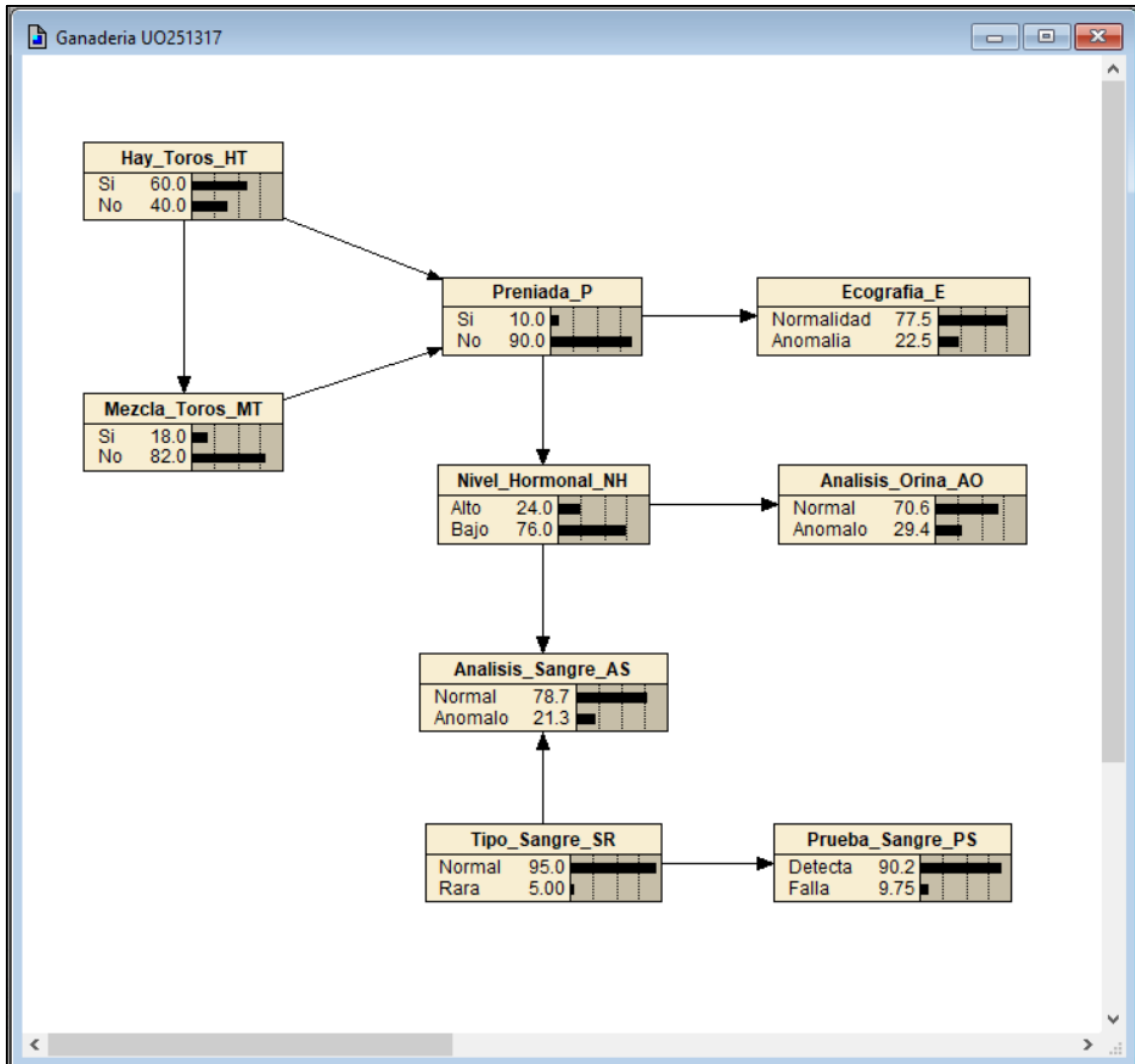 Ganaderia UO251317
Hay_Toros_HT
Si 60.0
No 40.0
Preniada_P
Si 10.0
No 90.0
Ecografia_E
Normalidad 77.5
Anomalia 22.5
Mezcla_Toros_MT
Si 18.0
No 82.0
Nivel_Hormonal_NH
Alto 24.0
Bajo 76.0
Analisis_Orina_AO
Normal 70.6
Anomalo 29.4
Analisis_Sangre_AS
Normal 78.7
Anomalo 21.3
Tipo_Sangre_SR
Normal 95.0
Rara 5.00
Prueba_Sangre_PS
Detecta 90.2
Falla 9.75